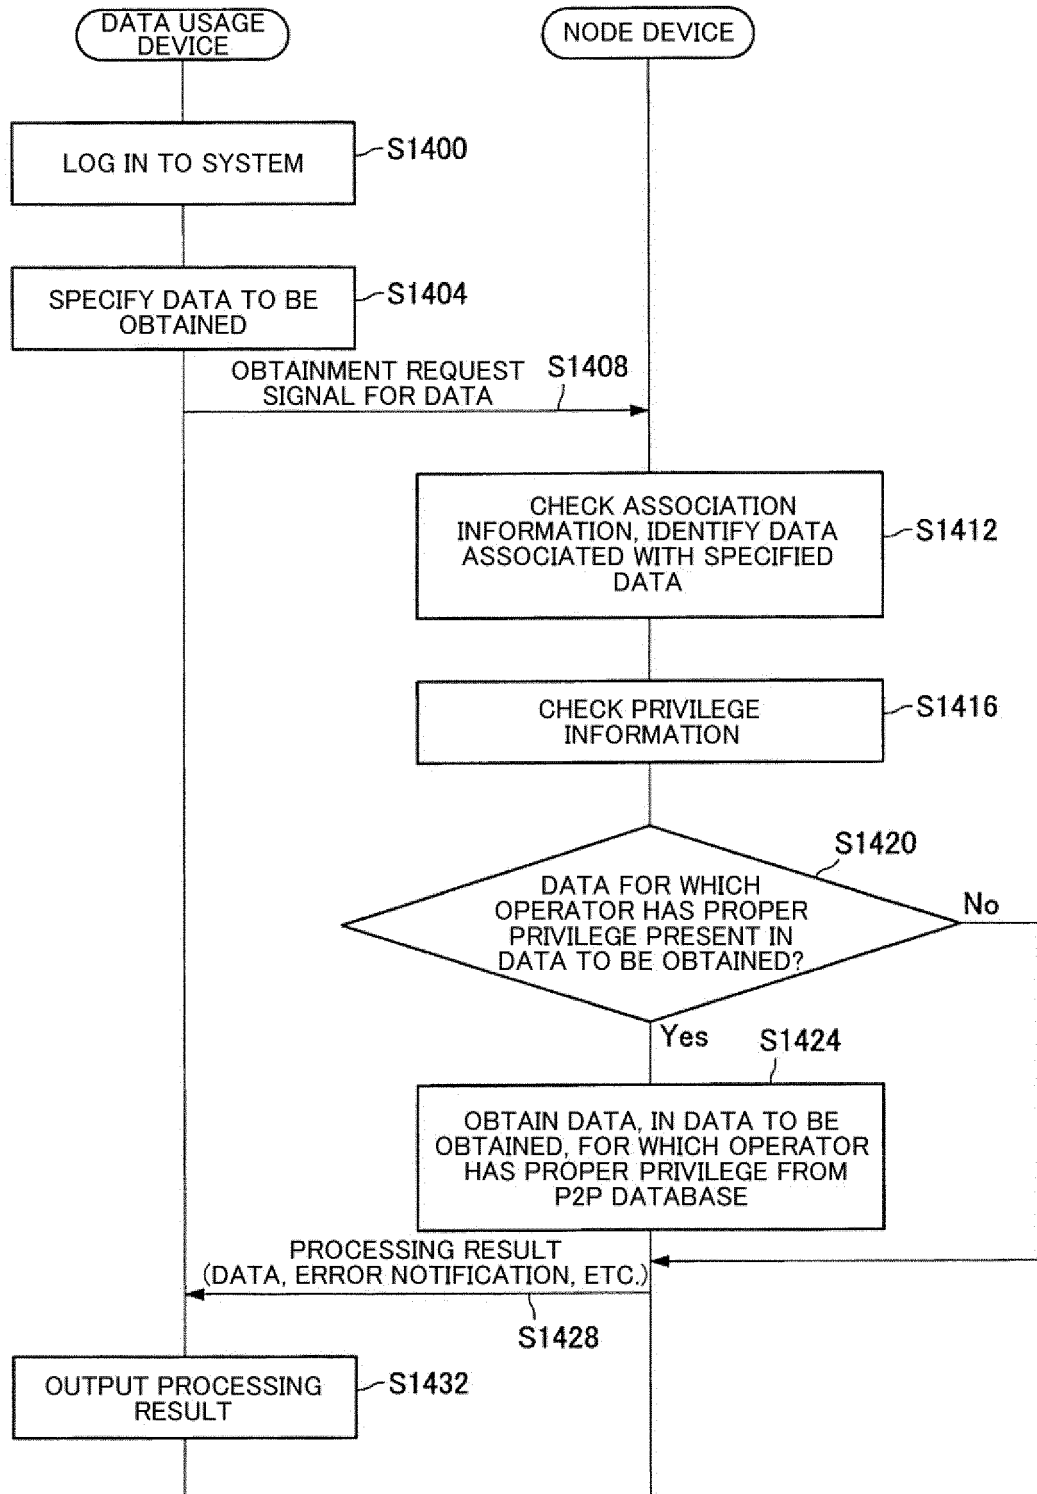 DATA USAGE
DEVICE
NODE DEVICE
LOG IN TO SYSTEM
S1400
SPECIFY DATA TO BE
OBTAINED
S1404
OBTAINMENT REQUEST
SIGNAL FOR DATA
S1408
CHECK ASSOCIATION
INFORMATION, IDENTIFY DATA
ASSOCIATED WITH SPECIFIED
DATA
S1412
CHECK PRIVILEGE
INFORMATION
S1416
S1420
DATA FOR WHICH
OPERATOR HAS PROPER
PRIVILEGE PRESENT IN
DATA TO BE OBTAINED?
No
Yes
S1424
OBTAIN DATA, IN DATA TO BE
OBTAINED, FOR WHICH OPERATOR
HAS PROPER PRIVILEGE FROM
P2P DATABASE
PROCESSING RESULT
(DATA, ERROR NOTIFICATION, ETC.)
S1428
OUTPUT PROCESSING
RESULT
S1432